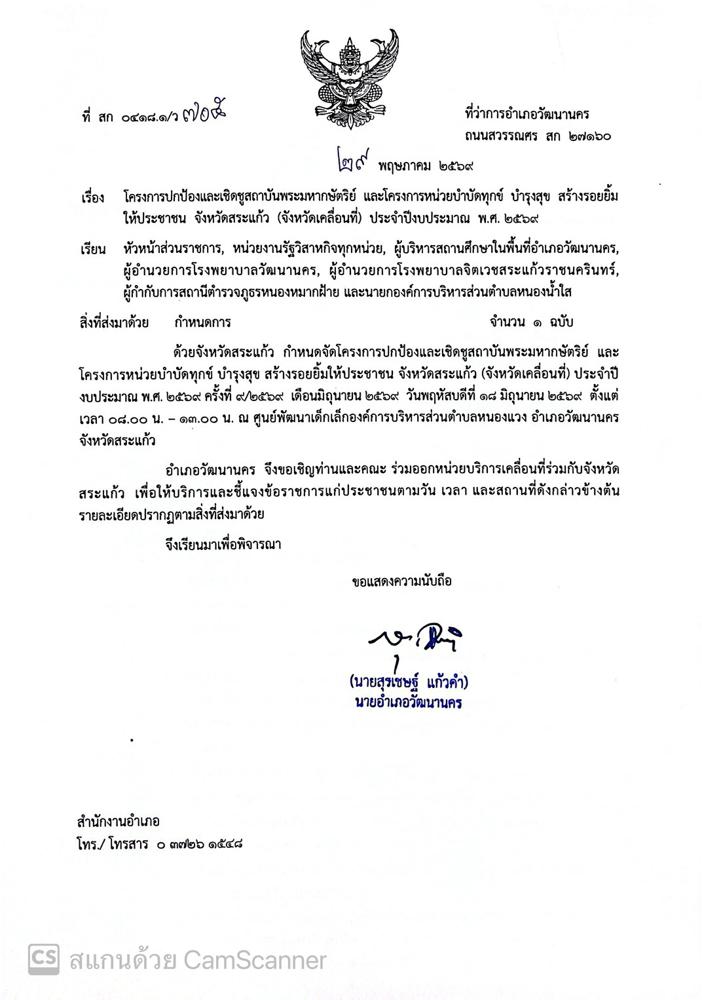 ที่ สก ๐๔๑๘.๑/ว ๗๐๕
ที่ว่าการอำเภอวัฒนานคร
ถนนสวรรณศร สก ๒๗๑๖๐
๒๙ พฤษภาคม ๒๕๖๙
เรื่อง โครงการปกป้องและเชิดชูสถาบันพระมหากษัตริย์ และโครงการหน่วยบำบัดทุกข์ บำรุงสุข สร้างรอยยิ้ม
ให้ประชาชน จังหวัดสระแก้ว (จังหวัดเคลื่อนที่) ประจำปีงบประมาณ พ.ศ. ๒๕๖๙
เรียน หัวหน้าส่วนราชการ, หน่วยงานรัฐวิสาหกิจทุกหน่วย, ผู้บริหารสถานศึกษาในพื้นที่อำเภอวัฒนานคร,
ผู้อำนวยการโรงพยาบาลวัฒนานคร, ผู้อำนวยการโรงพยาบาลจิตเวชสระแก้วราชนครินทร์,
ผู้กำกับการสถานีตำรวจภูธรหนองหมากฝ้าย และนายกองค์การบริหารส่วนตำบลหนองน้ำใส
สิ่งที่ส่งมาด้วย กำหนดการ จำนวน ๑ ฉบับ
ด้วยจังหวัดสระแก้ว กำหนดจัดโครงการปกป้องและเชิดชูสถาบันพระมหากษัตริย์ และ
โครงการหน่วยบำบัดทุกข์ บำรุงสุข สร้างรอยยิ้มให้ประชาชน จังหวัดสระแก้ว (จังหวัดเคลื่อนที่) ประจำปี
งบประมาณ พ.ศ. ๒๕๖๙ ครั้งที่ ๙/๒๕๖๙ เดือนมิถุนายน ๒๕๖๙ วันพฤหัสบดีที่ ๑๘ มิถุนายน ๒๕๖๙ ตั้งแต่
เวลา ๐๘.๐๐ น. – ๑๓.๐๐ น. ณ ศูนย์พัฒนาเด็กเล็กองค์การบริหารส่วนตำบลหนองแวง อำเภอวัฒนานคร
จังหวัดสระแก้ว
อำเภอวัฒนานคร จึงขอเชิญท่านและคณะ ร่วมออกหน่วยบริการเคลื่อนที่ร่วมกับจังหวัด
สระแก้ว เพื่อให้บริการและชี้แจงข้อราชการแก่ประชาชนตามวัน เวลา และสถานที่ดังกล่าวข้างต้น
รายละเอียดปรากฏตามสิ่งที่ส่งมาด้วย
จึงเรียนมาเพื่อพิจารณา
ขอแสดงความนับถือ
(นายสุรเชษฐ์ แก้วคำ)
นายอำเภอวัฒนานคร
สำนักงานอำเภอ
โทร./ โทรสาร ๐ ๓๗๒๖ ๑๕๔๘
CS สแกนด้วย CamScanner